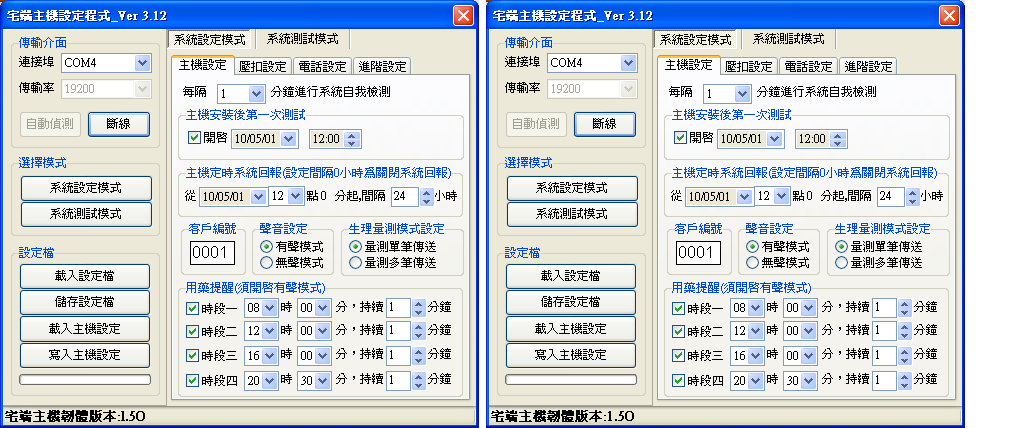 宅端主機設定程式_Ver 3.12
傳輸介面
連接埠 COM4
傳輸率 19200
自動偵測 斷線
選擇模式
系統設定模式
系統測試模式
設定檔
載入設定檔
儲存設定檔
載入主機設定
寫入主機設定
系統設定模式 系統測試模式
主機設定 壓扣設定 電話設定 進階設定
每隔 1 分鐘進行系統自我檢測
主機安裝後第一次測試
開啓 10/05/01 12:00
主機定時系統回報(設定間隔0小時爲關閉系統回報)
從 10/05/01 12 點 0 分起,間隔 24 小時
客戶編號
0001
聲音設定
有聲模式
無聲模式
生理量測模式設定
量測單筆傳送
量測多筆傳送
用藥提醒(須開啓有聲模式)
時段一 08 時 00 分，持續 1 分鐘
時段二 12 時 00 分，持續 1 分鐘
時段三 16 時 00 分，持續 1 分鐘
時段四 20 時 30 分，持續 1 分鐘
宅端主機韌體版本:1.50
宅端主機設定程式_Ver 3.12
傳輸介面
連接埠 COM4
傳輸率 19200
自動偵測 斷線
選擇模式
系統設定模式
系統測試模式
設定檔
載入設定檔
儲存設定檔
載入主機設定
寫入主機設定
系統設定模式 系統測試模式
主機設定 壓扣設定 電話設定 進階設定
每隔 1 分鐘進行系統自我檢測
主機安裝後第一次測試
開啓 10/05/01 12:00
主機定時系統回報(設定間隔0小時爲關閉系統回報)
從 10/05/01 12 點 0 分起,間隔 24 小時
客戶編號
0001
聲音設定
有聲模式
無聲模式
生理量測模式設定
量測單筆傳送
量測多筆傳送
用藥提醒(須開啓有聲模式)
時段一 08 時 00 分，持續 1 分鐘
時段二 12 時 00 分，持續 1 分鐘
時段三 16 時 00 分，持續 1 分鐘
時段四 20 時 30 分，持續 1 分鐘
宅端主機韌體版本:1.50